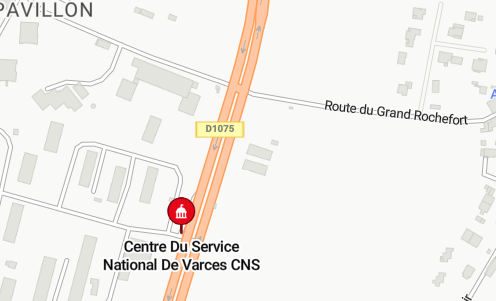 PAVILLON
Route du Grand Rochefort
D1075
Centre Du Service
National De Varces CNS